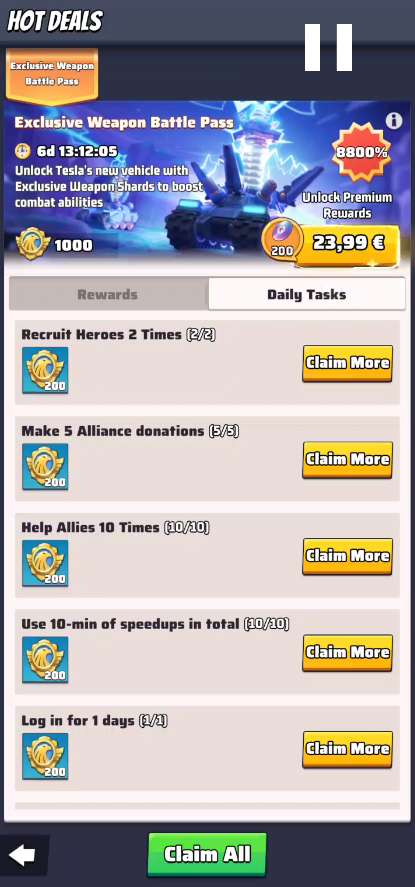 HOT DEALS
Exclusive Weapon
Battle Pass
Exclusive Weapon Battle Pass
6d 13:12:05
8800%
Unlock Tesla's new vehicle with
Exclusive Weapon Shards to boost
combat abilities
Unlock Premium
Rewards
1000
200
23,99 €
Rewards
Daily Tasks
Recruit Heroes 2 Times (2/2)
200
Claim More
Make 5 Alliance donations (5/5)
200
Claim More
Help Allies 10 Times (10/10)
200
Claim More
Use 10-min of speedups in total (10/10)
200
Claim More
Log in for 1 days (1/1)
200
Claim More
Claim All